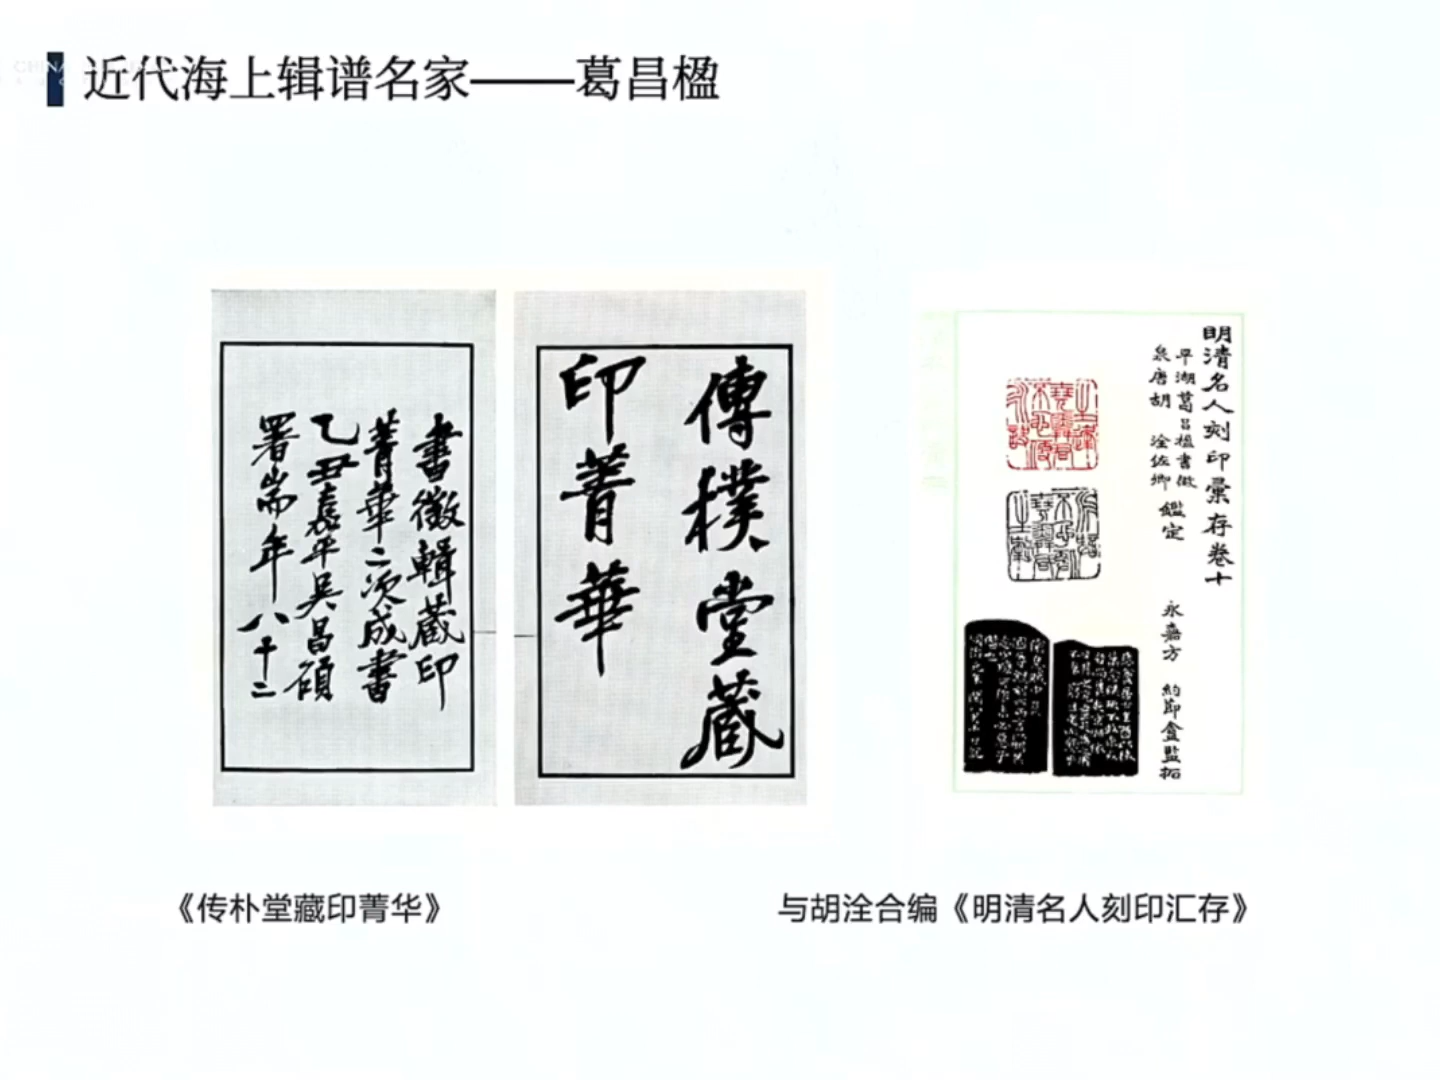 近代海上辑谱名家——葛昌楹
傳樸堂藏
印菁華
書徵輯藏印
菁華二次成書
乙丑嘉平吴昌碩
署耑年八十二
明清名人刻印彙存卷十
平湖葛昌楹書徵
泉唐胡 洤佐卿
鑑定
永嘉方 約節盦監拓
《传朴堂藏印菁华》
与胡洤合编《明清名人刻印汇存》